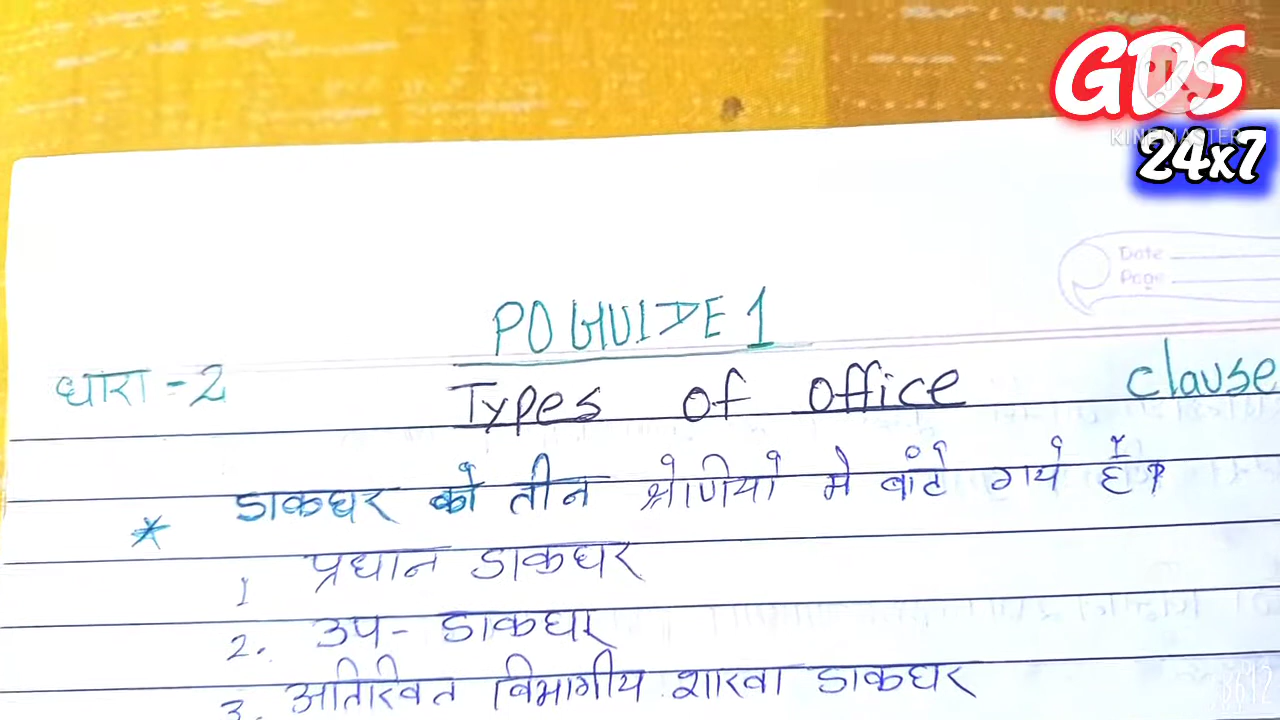 GDS
KINEMASTER
24x7
Date
Page
PO GUIDE 1
धारा -2 Types of office clause
* डाकघर को तीन श्रेणियो मे बांटे गये हैं।
1 प्रधान डाकघर
2. उप- डाकघर
3. अतिरिक्त विभागीय शाखा डाकघर